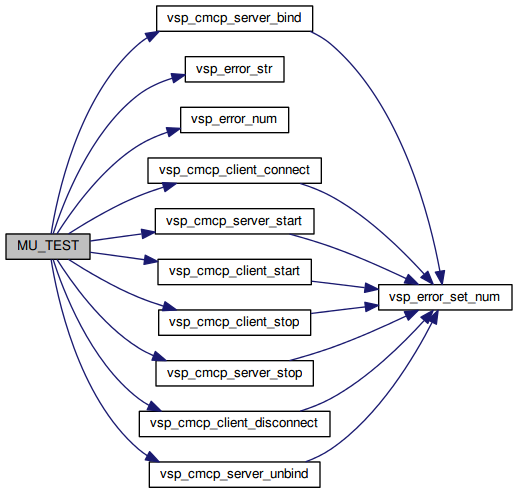 vsp_cmcp_server_bind
vsp_error_str
vsp_error_num
vsp_cmcp_client_connect
vsp_cmcp_server_start
MU_TEST
vsp_cmcp_client_start
vsp_error_set_num
vsp_cmcp_client_stop
vsp_cmcp_server_stop
vsp_cmcp_client_disconnect
vsp_cmcp_server_unbind